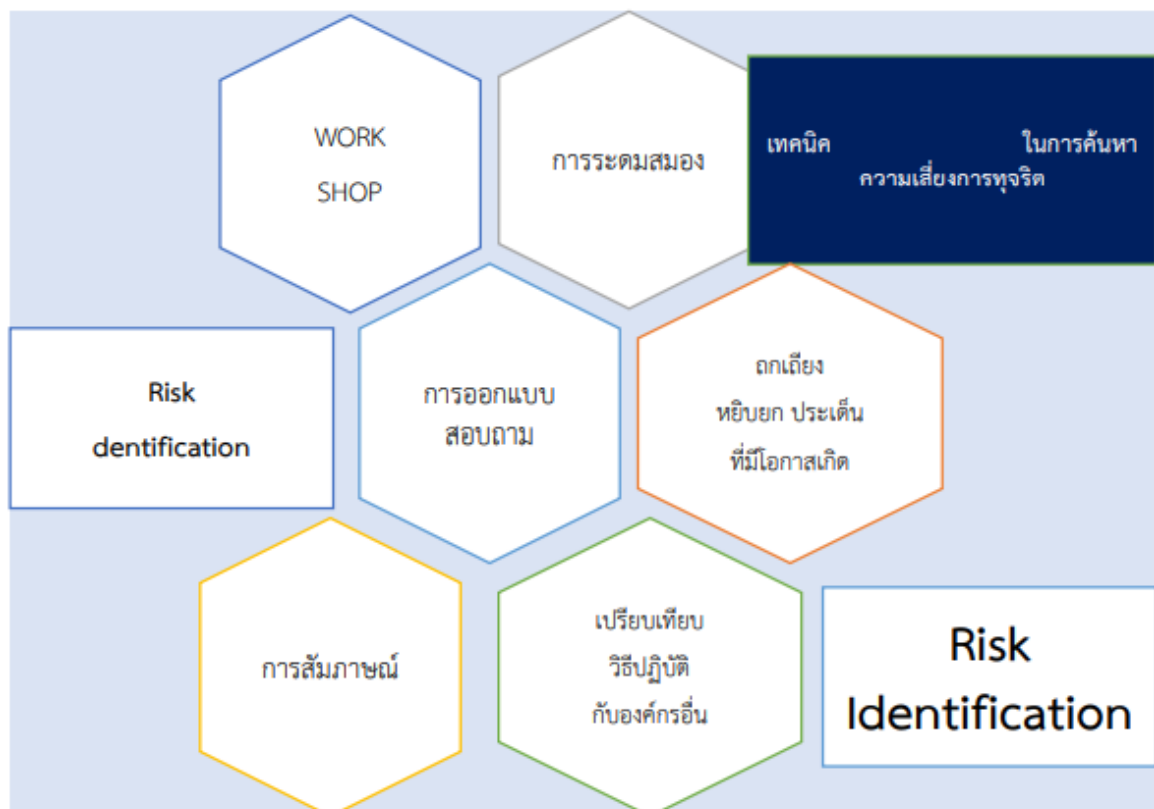 WORK
SHOP
การระดมสมอง
เทคนิค ในการค้นหา
ความเสี่ยงการทุจริต
Risk
dentification
การออกแบบ
สอบถาม
ถกเถียง
หยิบยก ประเด็น
ที่มีโอกาสเกิด
การสัมภาษณ์
เปรียบเทียบ
วิธีปฏิบัติ
กับองค์กรอื่น
Risk
Identification